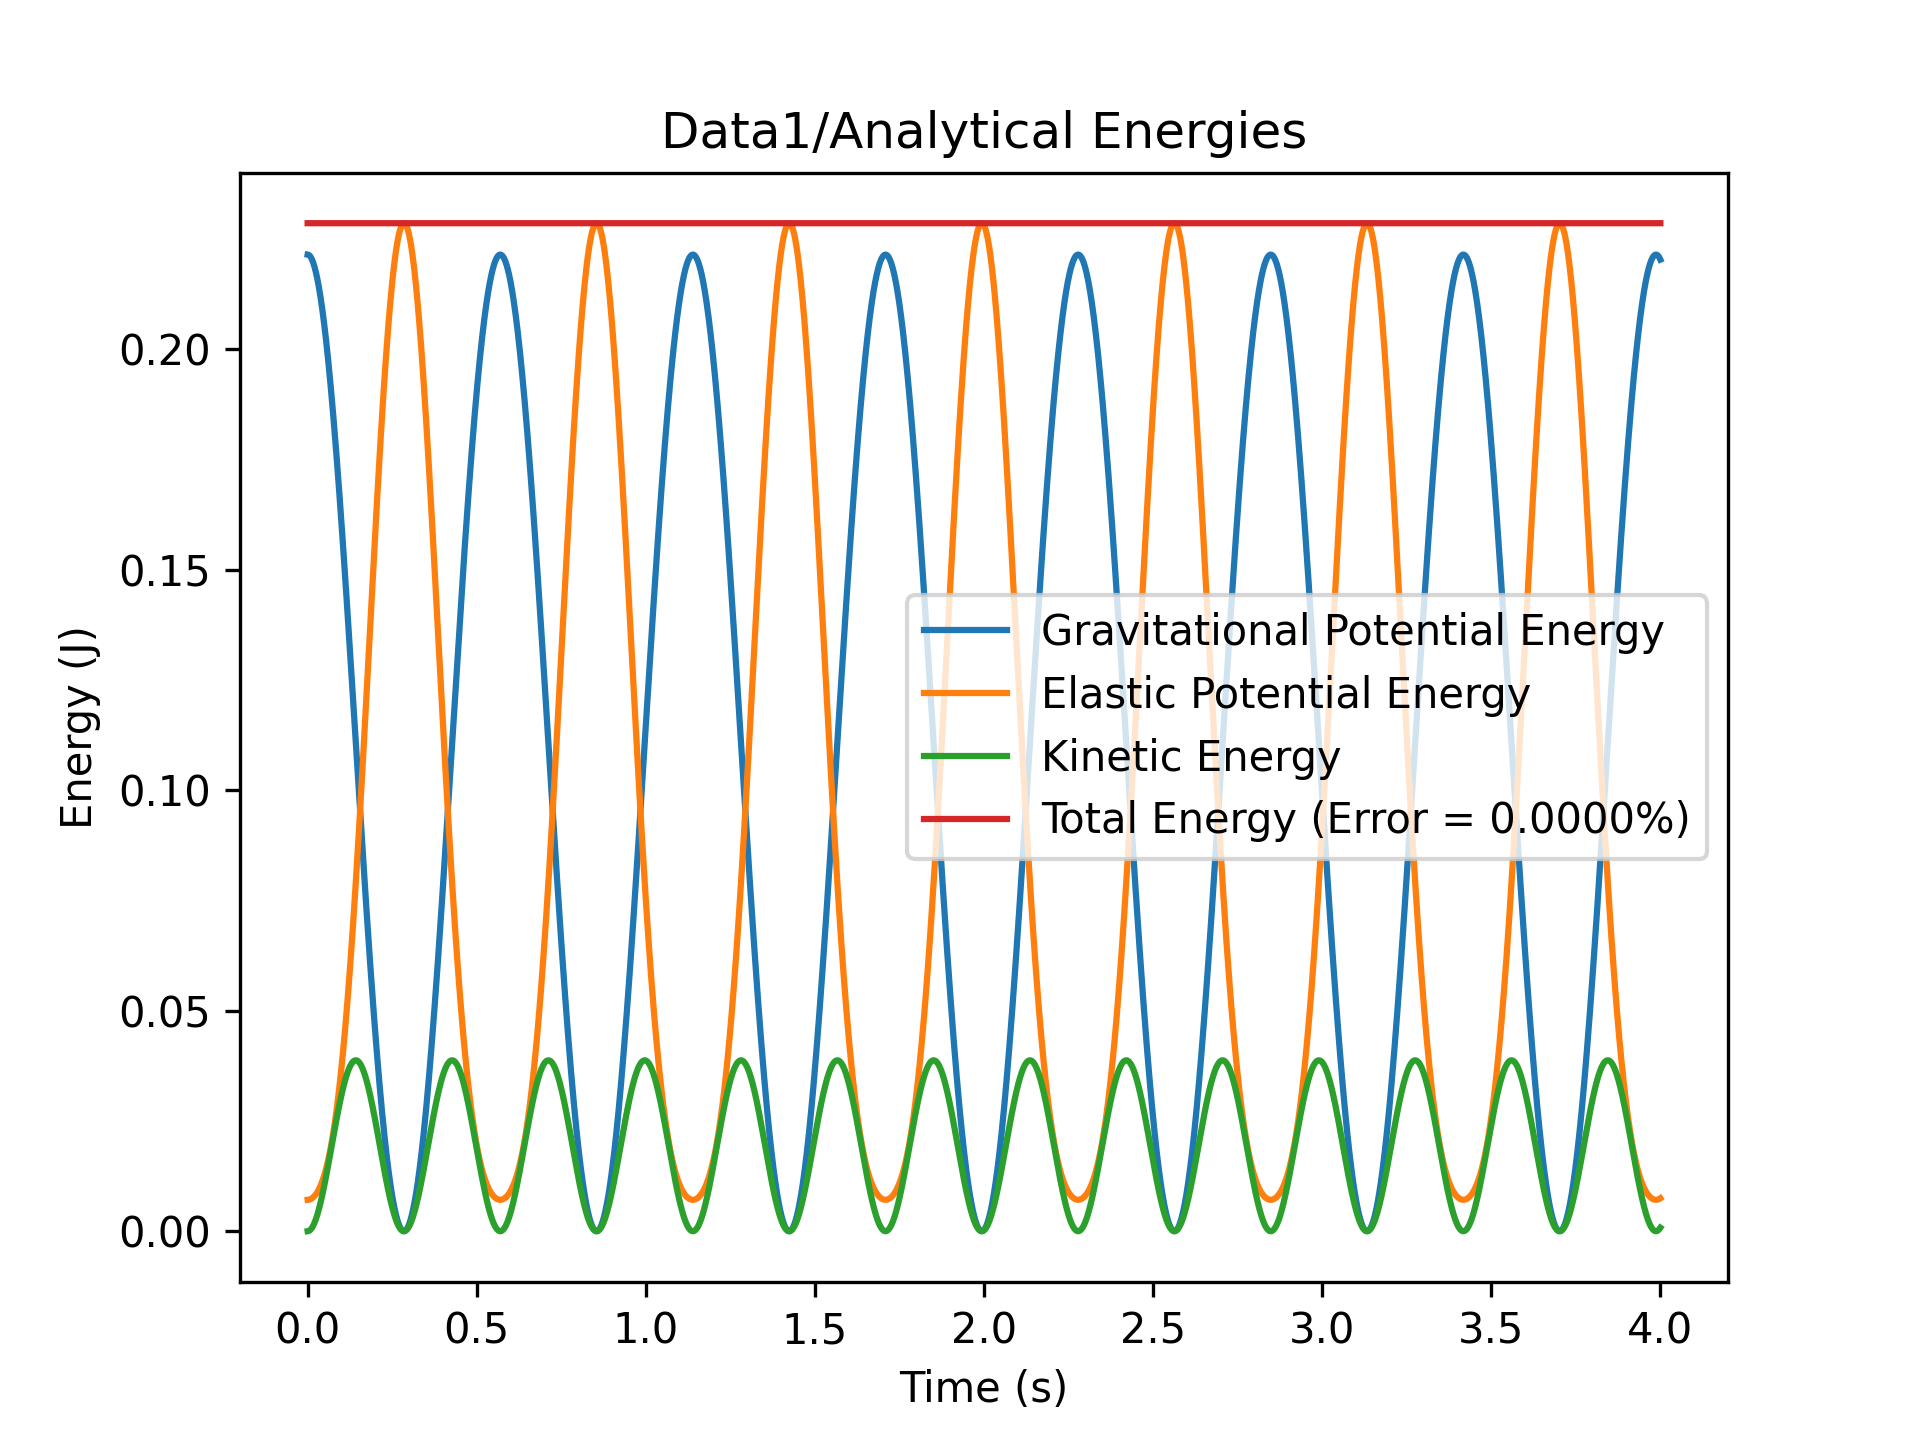 Data1/Analytical Energies
Energy (J)
0.20
0.15
0.10
0.05
0.00
Gravitational Potential Energy
Elastic Potential Energy
Kinetic Energy
Total Energy (Error = 0.0000%)
0.0 0.5 1.0 1.5 2.0 2.5 3.0 3.5 4.0
Time (s)